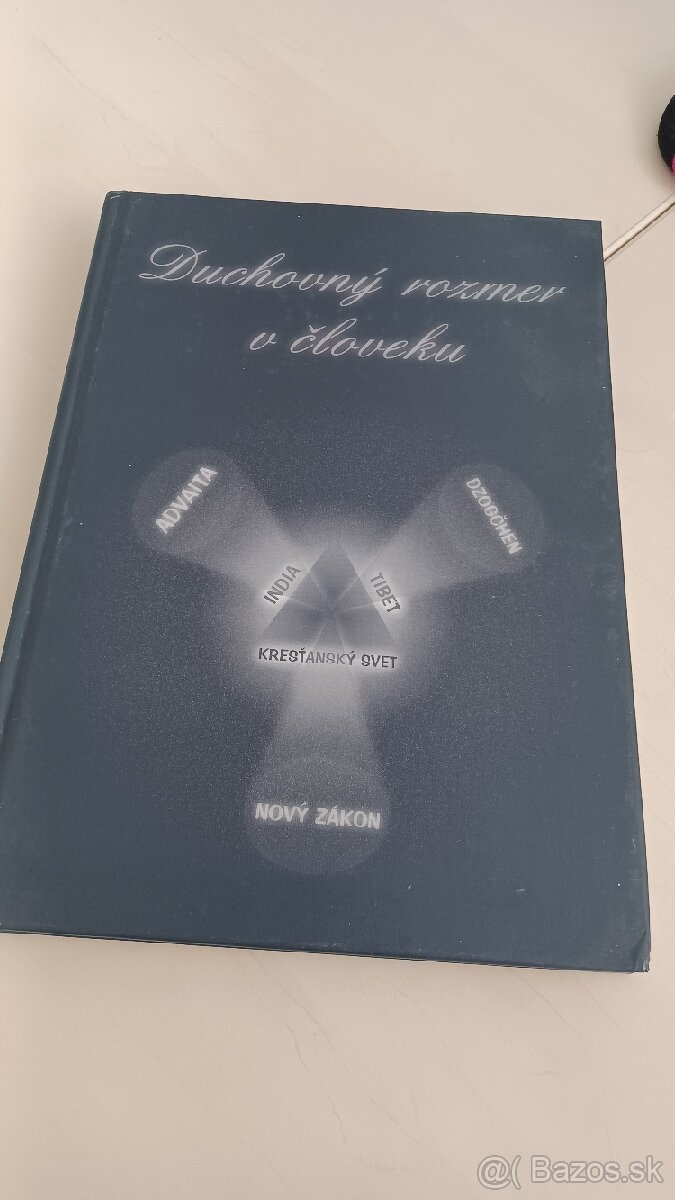 Duchovný rozmer
v človeku
ADVAITA
DZOGČHEN
INDIA
TIBET
KRESŤANSKÝ SVET
NOVÝ ZÁKON
@( Bazos.sk